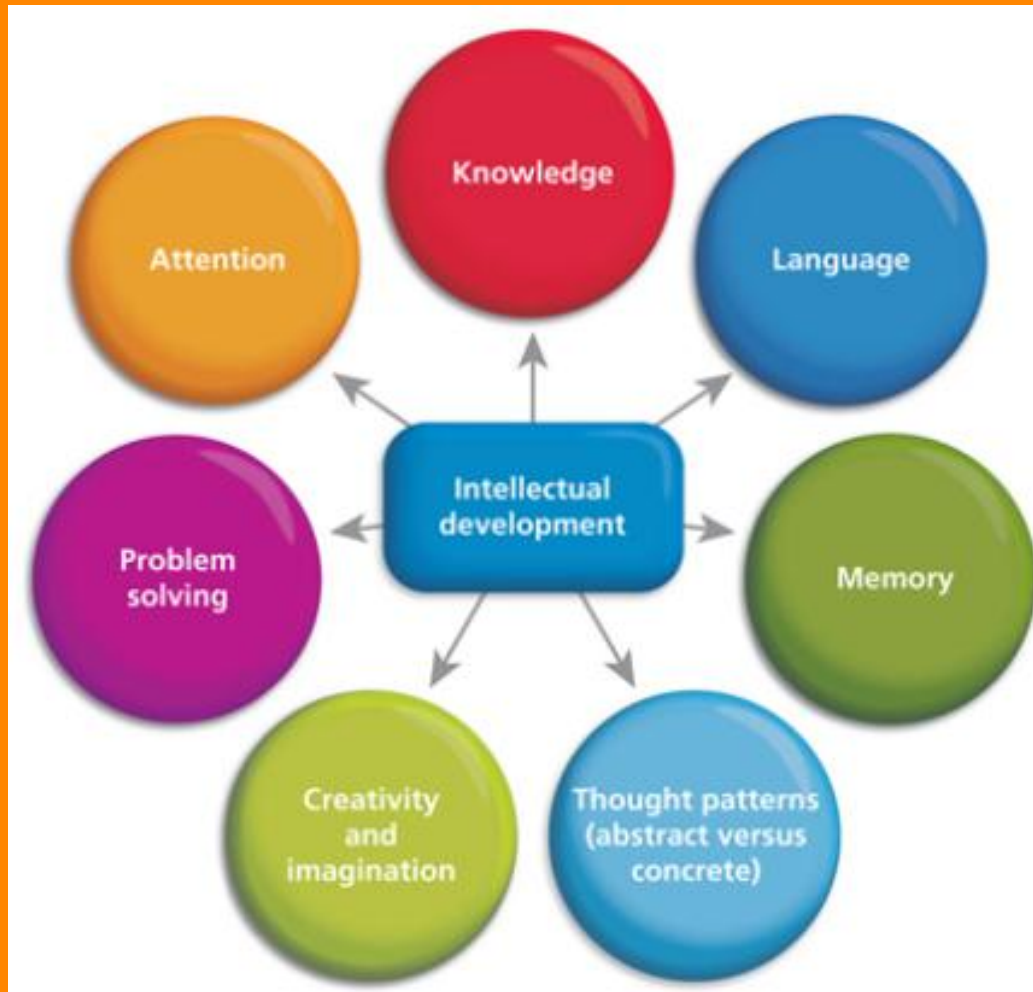 Knowledge
Attention
Language
Intellectual
development
Problem
solving
Memory
Creativity
and
imagination
Thought patterns
(abstract versus
concrete)